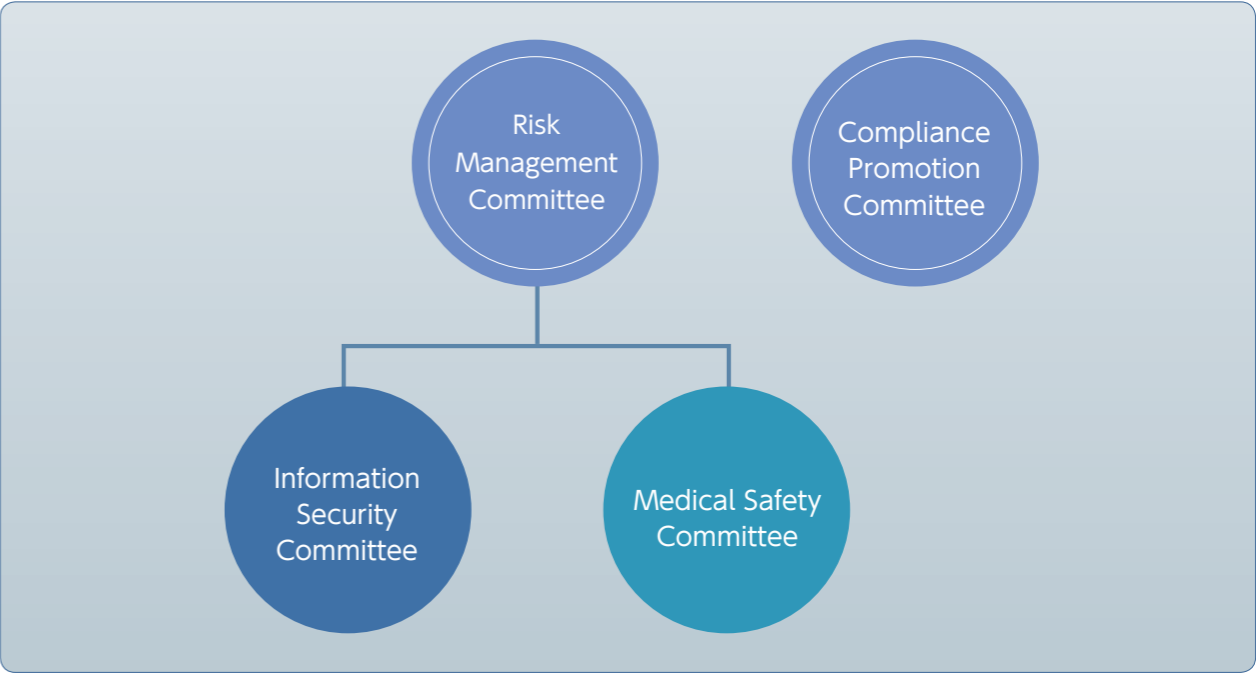 Risk
Management
Committee
Compliance
Promotion
Committee
Information
Security
Committee
Medical Safety
Committee